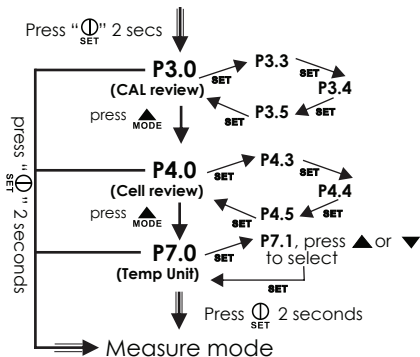 Press “⏼” 2 secs
SET
P3.0
(CAL review)
SET
P3.3
SET
P3.4
SET
P3.5
SET
press ▲
MODE
P4.0
(Cell review)
SET
P4.3
SET
P4.4
SET
P4.5
SET
press ▲
MODE
P7.0
(Temp Unit)
SET
P7.1, press ▲ or ▼
to select
SET
press “⏼” 2 seconds
SET
Press ⏼ 2 seconds
SET
Measure mode